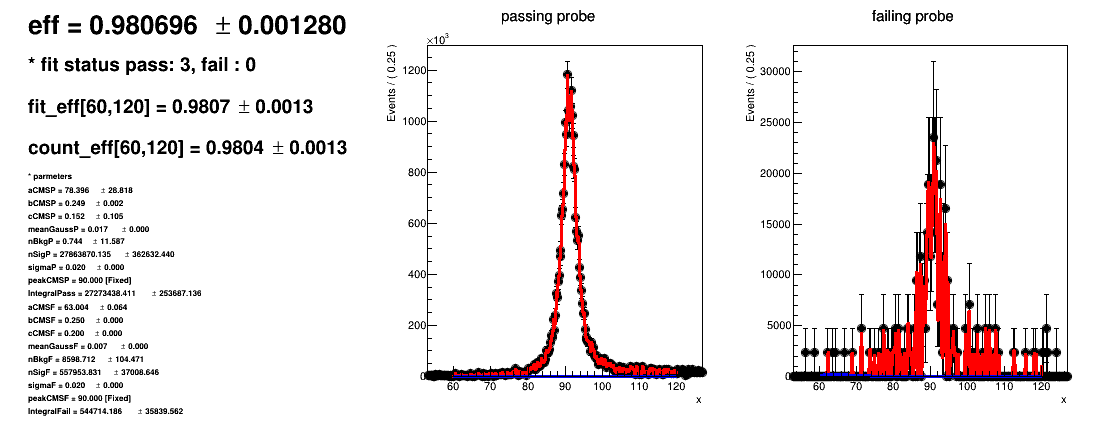 eff = 0.980696 ± 0.001280
* fit status pass: 3, fail : 0
fit_eff[60,120] = 0.9807 ± 0.0013
count_eff[60,120] = 0.9804 ± 0.0013
* parmeters
aCMSP = 78.396 ± 28.818
bCMSP = 0.249 ± 0.002
cCMSP = 0.152 ± 0.105
meanGaussP = 0.017 ± 0.000
nBkgP = 0.744 ± 11.587
nSigP = 27863870.135 ± 362632.440
sigmaP = 0.020 ± 0.000
peakCMSP = 90.000 [Fixed]
IntegralPass = 27273438.411 ± 253687.136
aCMSF = 63.004 ± 0.064
bCMSF = 0.250 ± 0.000
cCMSF = 0.200 ± 0.000
meanGaussF = 0.007 ± 0.000
nBkgF = 8598.712 ± 104.471
nSigF = 557953.831 ± 37008.646
sigmaF = 0.020 ± 0.000
peakCMSF = 90.000 [Fixed]
IntegralFail = 544714.186 ± 35839.562
passing probe
×10³
Events / ( 0.25 )
1200
1000
800
600
400
200
0
60 70 80 90 100 110 120
x
failing probe
Events / ( 0.25 )
30000
25000
20000
15000
10000
5000
0
60 70 80 90 100 110 120
x